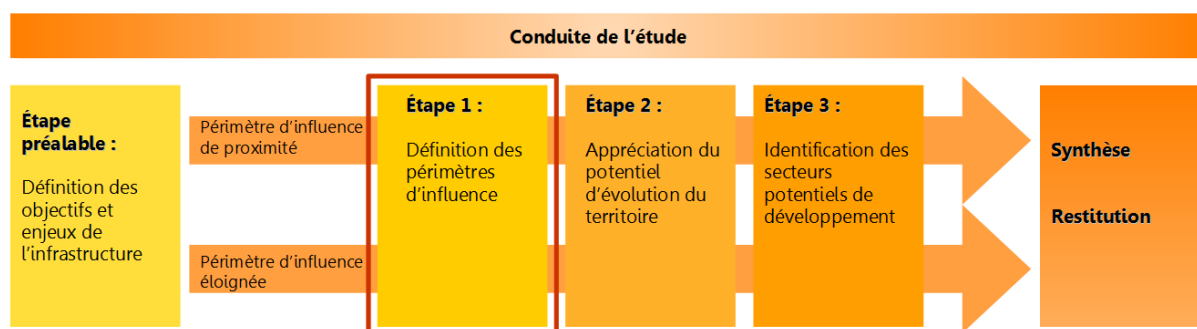 Conduite de l'étude
Étape
préalable :
Définition des
objectifs et
enjeux de
l'infrastructure
Périmètre d'influence
de proximité
Périmètre d'influence
éloignée
Étape 1 :
Définition des
périmètres
d'influence
Étape 2 :
Appréciation du
potentiel
d'évolution du
territoire
Étape 3 :
Identification des
secteurs
potentiels de
développement
Synthèse
Restitution